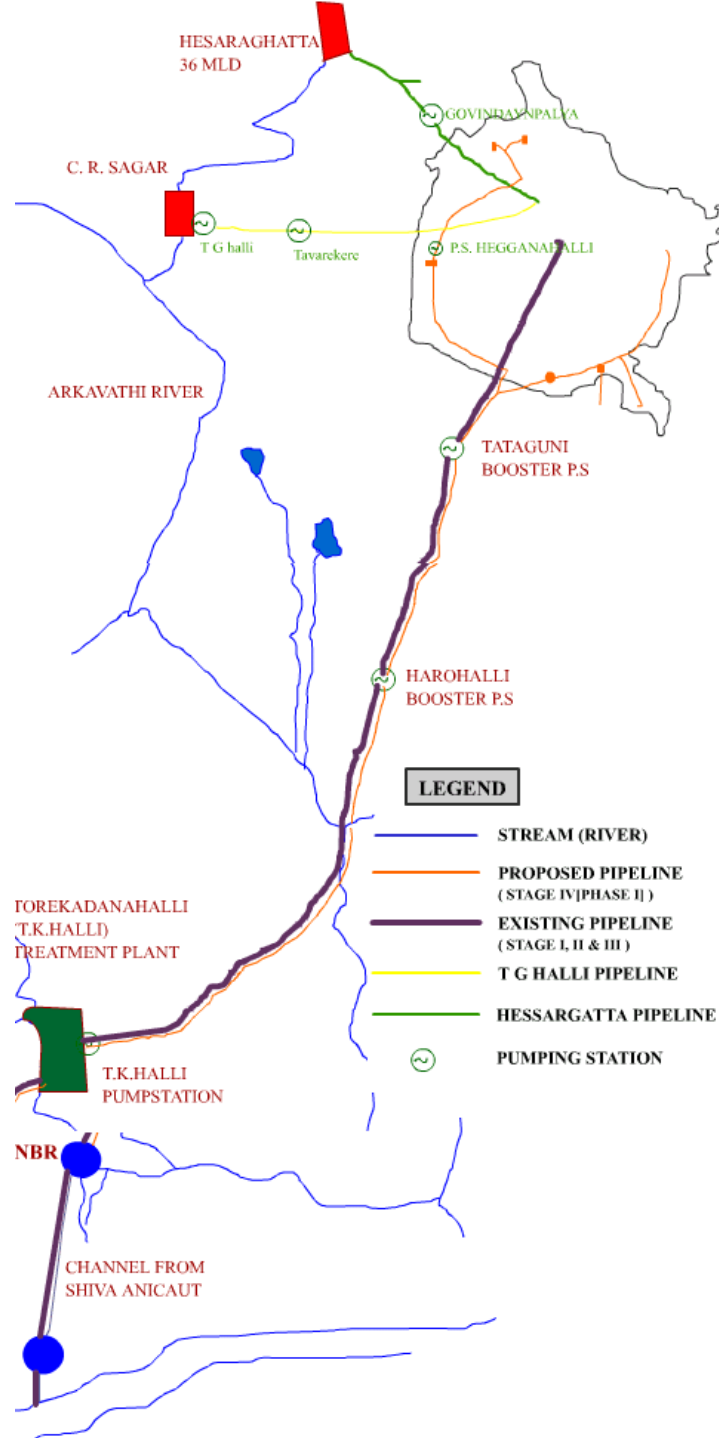 HESARAGHATTA
36 MLD
GOVINDAYNPALYA
C. R. SAGAR
T G halli
Tavarekere
P.S. HEGGANAHALLI
ARKAVATHI RIVER
TATAGUNI
BOOSTER P.S
HAROHALLI
BOOSTER P.S
LEGEND
STREAM (RIVER)
PROPOSED PIPELINE
( STAGE IV[PHASE I] )
EXISTING PIPELINE
( STAGE I, II & III )
T G HALLI PIPELINE
HESSARGATTA PIPELINE
PUMPING STATION
TOREKADANAHALLI
(T.K.HALLI)
TREATMENT PLANT
T.K.HALLI
PUMPSTATION
NBR
CHANNEL FROM
SHIVA ANICAUT